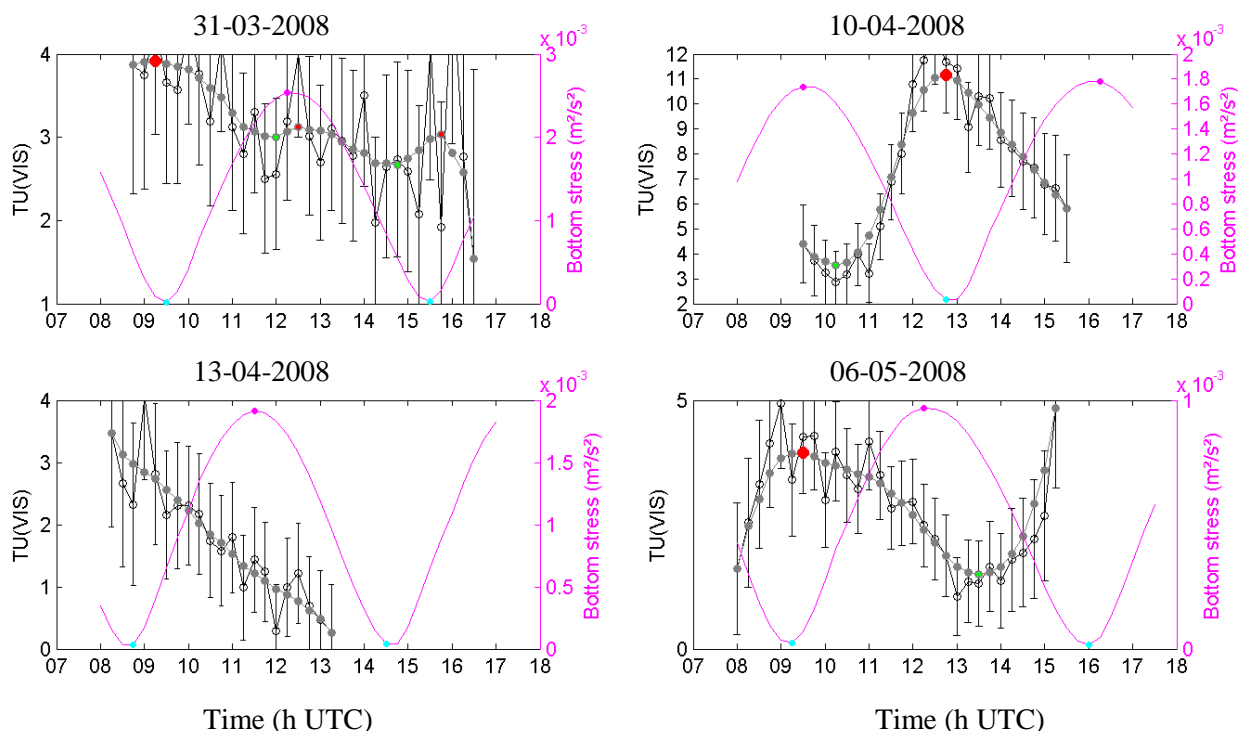 31-03-2008
x 10⁻³
4
3
2
1
TU(VIS)
3
2
1
0
Bottom stress (m²/s²)
07 08 09 10 11 12 13 14 15 16 17 18
10-04-2008
x 10⁻³
12
11
10
9
8
7
6
5
4
3
2
TU(VIS)
2
1.8
1.6
1.4
1.2
1
0.8
0.6
0.4
0.2
0
Bottom stress (m²/s²)
07 08 09 10 11 12 13 14 15 16 17 18
13-04-2008
x 10⁻³
4
3
2
1
0
TU(VIS)
2
1.5
1
0.5
0
Bottom stress (m²/s²)
07 08 09 10 11 12 13 14 15 16 17 18
Time (h UTC)
06-05-2008
x 10⁻³
5
0
TU(VIS)
1
0
Bottom stress (m²/s²)
07 08 09 10 11 12 13 14 15 16 17 18
Time (h UTC)